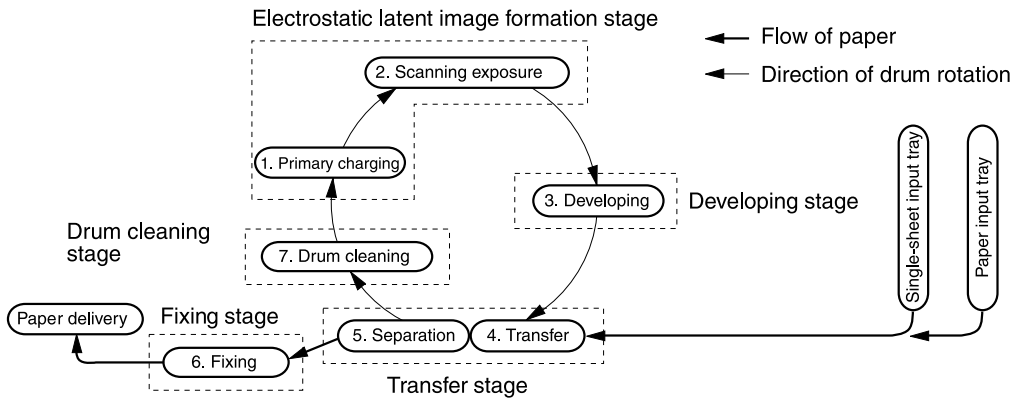 Electrostatic latent image formation stage
Flow of paper
2. Scanning exposure
Direction of drum rotation
1. Primary charging
3. Developing
Developing stage
Single-sheet input tray
Paper input tray
Drum cleaning
stage
7. Drum cleaning
Paper delivery
Fixing stage
5. Separation
4. Transfer
6. Fixing
Transfer stage